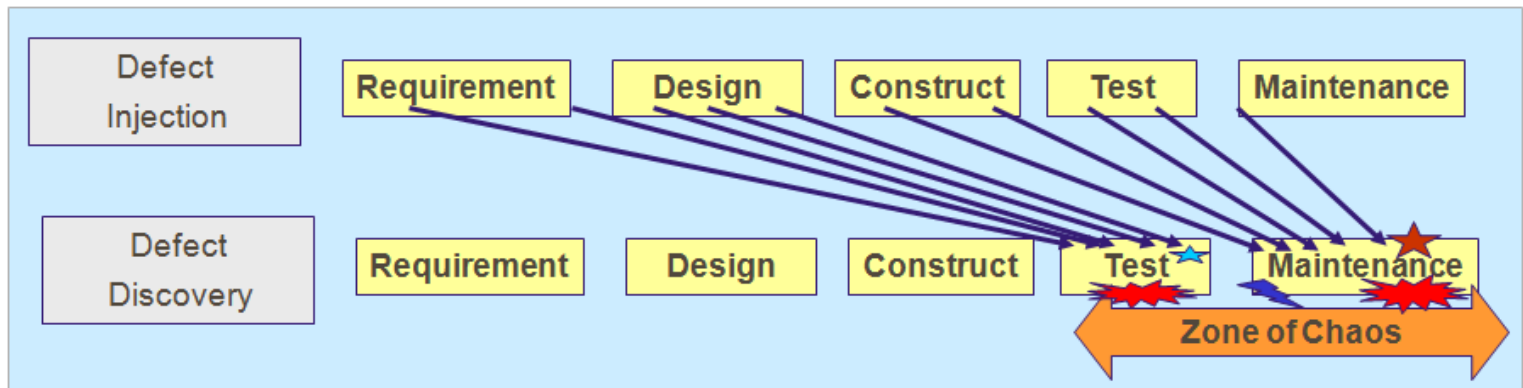 Defect
Injection
Requirement
Design
Construct
Test
Maintenance
Defect
Discovery
Requirement
Design
Construct
Test
Maintenance
Zone of Chaos